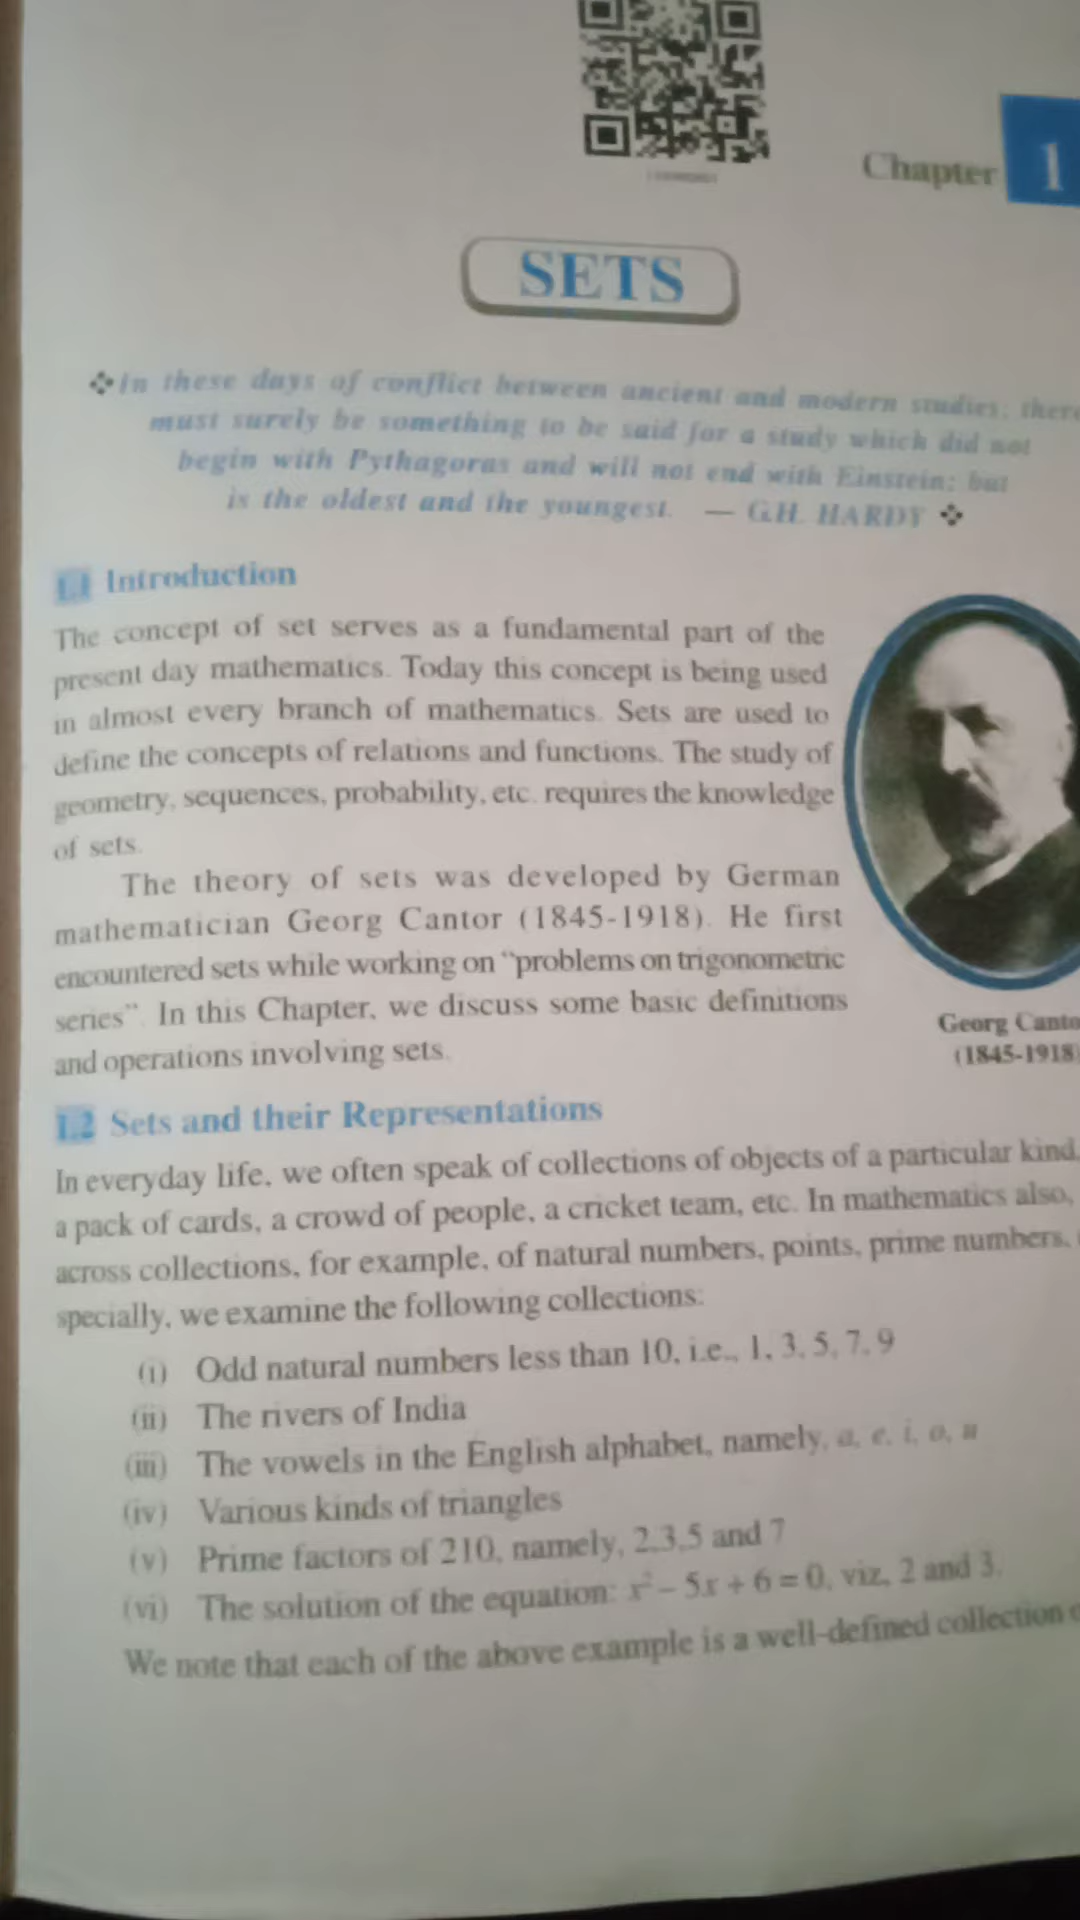 Chapter 1
SETS
❖In these days of conflict between ancient and modern studies; there
must surely be something to be said for a study which did not
begin with Pythagoras and will not end with Einstein; but
is the oldest and the youngest. — G.H. HARDY ❖
1.1 Introduction
The concept of set serves as a fundamental part of the
present day mathematics. Today this concept is being used
in almost every branch of mathematics. Sets are used to
define the concepts of relations and functions. The study of
geometry, sequences, probability, etc. requires the knowledge
of sets.
The theory of sets was developed by German
mathematician Georg Cantor (1845-1918). He first
encountered sets while working on “problems on trigonometric
series”. In this Chapter, we discuss some basic definitions
and operations involving sets.
Georg Canto
(1845-1918)
1.2 Sets and their Representations
In everyday life, we often speak of collections of objects of a particular kind,
a pack of cards, a crowd of people, a cricket team, etc. In mathematics also,
across collections, for example, of natural numbers, points, prime numbers,
specially, we examine the following collections:
(i) Odd natural numbers less than 10, i.e., 1, 3, 5, 7, 9
(ii) The rivers of India
(iii) The vowels in the English alphabet, namely, a, e, i, o, u
(iv) Various kinds of triangles
(v) Prime factors of 210, namely, 2,3,5 and 7
(vi) The solution of the equation: x² – 5x + 6 = 0, viz, 2 and 3.
We note that each of the above example is a well-defined collection